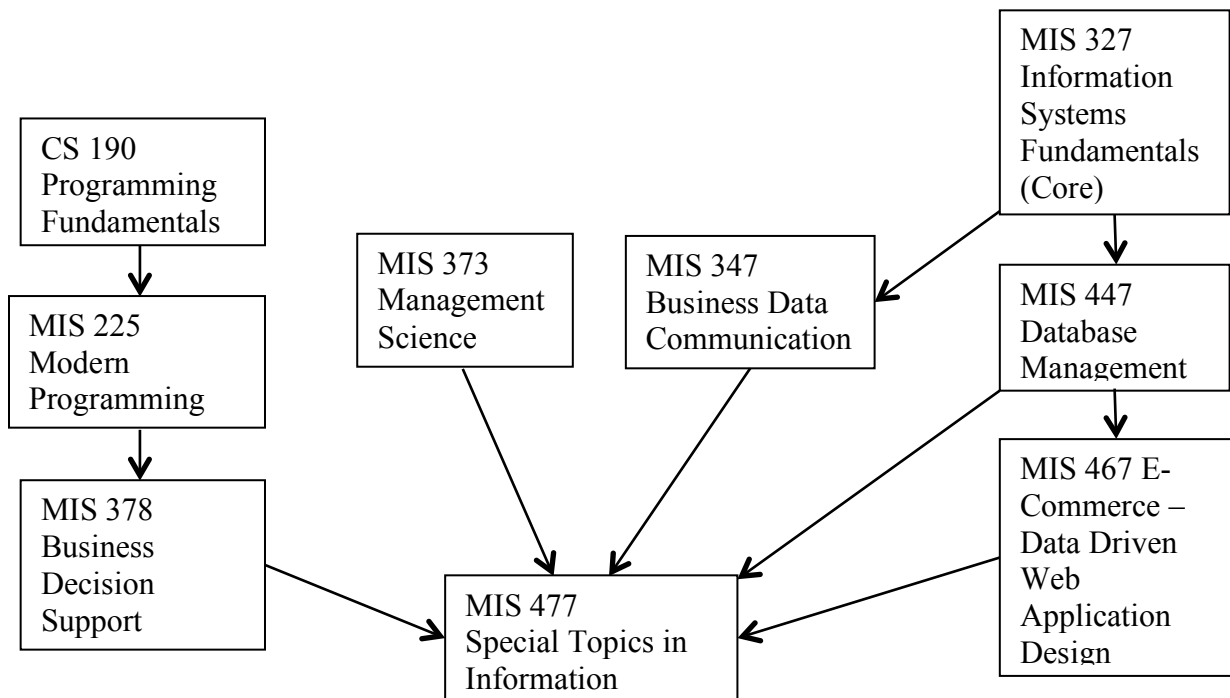 MIS 327
Information
Systems
Fundamentals
(Core)
CS 190
Programming
Fundamentals
MIS 373
Management
Science
MIS 347
Business Data
Communication
MIS 447
Database
Management
MIS 225
Modern
Programming
MIS 467 E-
Commerce –
Data Driven
Web
Application
Design
MIS 378
Business
Decision
Support
MIS 477
Special Topics in
Information